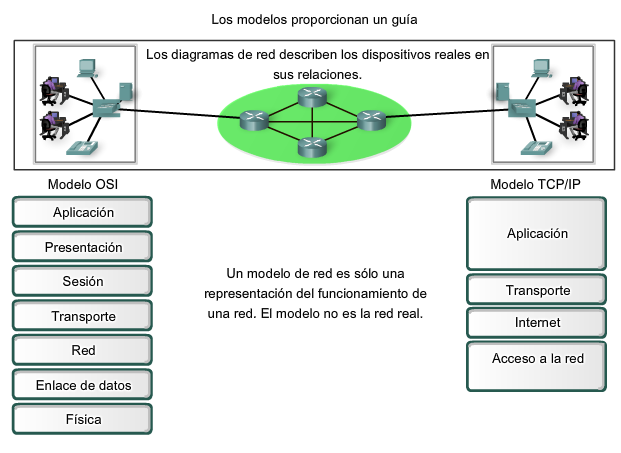 Los modelos proporcionan un guía
Los diagramas de red describen los dispositivos reales en
sus relaciones.
Modelo OSI
Aplicación
Presentación
Sesión
Transporte
Red
Enlace de datos
Física
Un modelo de red es sólo una
representación del funcionamiento de
una red. El modelo no es la red real.
Modelo TCP/IP
Aplicación
Transporte
Internet
Acceso a la red